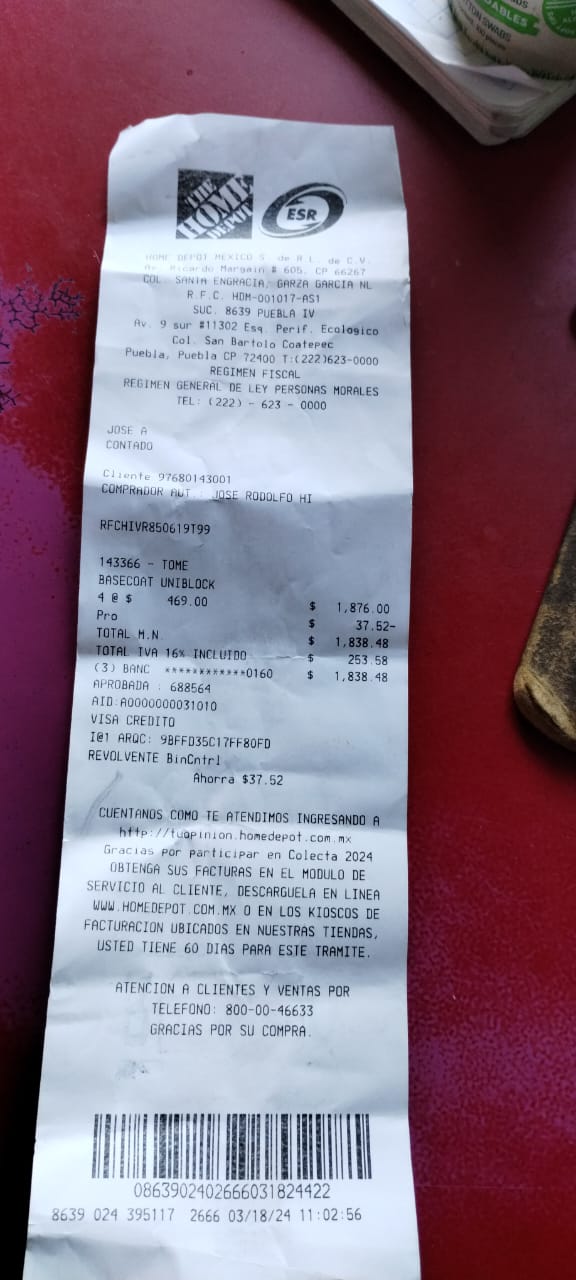 THE
HOME
DEPOT
ESR
HOME DEPOT MEXICO S. de R.L. de C.V.
Av. Ricardo Margain # 605. CP 66267
COL. SANTA ENGRACIA, GARZA GARCIA NL
R.F.C. HDM-001017-AS1
SUC. 8639 PUEBLA IV
Av. 9 sur #11302 Esq. Perif. Ecologico
Col. San Bartolo Coatepec
Puebla, Puebla CP 72400 T:(222)623-0000
REGIMEN FISCAL
REGIMEN GENERAL DE LEY PERSONAS MORALES
TEL: (222) - 623 - 0000
JOSE A
CONTADO
Cliente 97680143001
COMPRADOR AUT : JOSE RODOLFO HI
RFCHIVR850619T99
143366 - TOME
BASECOAT UNIBLOCK
4 @ $ 469.00 $ 1,876.00
Pro $ 37.52-
TOTAL M.N. $ 1,838.48
TOTAL IVA 16% INCLUIDO $ 253.58
(3) BANC ************0160 $ 1,838.48
APROBADA : 688564
AID:A0000000031010
VISA CREDITO
I@1 ARQC: 9BFFD35C17FF80FD
REVOLVENTE BinCntrl
Ahorra $37.52
CUENTANOS COMO TE ATENDIMOS INGRESANDO A
http://tuopinion.homedepot.com.mx
Gracias por participar en Colecta 2024
OBTENGA SUS FACTURAS EN EL MODULO DE
SERVICIO AL CLIENTE, DESCARGUELA EN LINEA
WWW.HOMEDEPOT.COM.MX O EN LOS KIOSCOS DE
FACTURACION UBICADOS EN NUESTRAS TIENDAS,
USTED TIENE 60 DIAS PARA ESTE TRAMITE.
ATENCION A CLIENTES Y VENTAS POR
TELEFONO: 800-00-46633
GRACIAS POR SU COMPRA.
0863902402666031824422
8639 024 395117 2666 03/18/24 11:02:56
COTTON SWABS